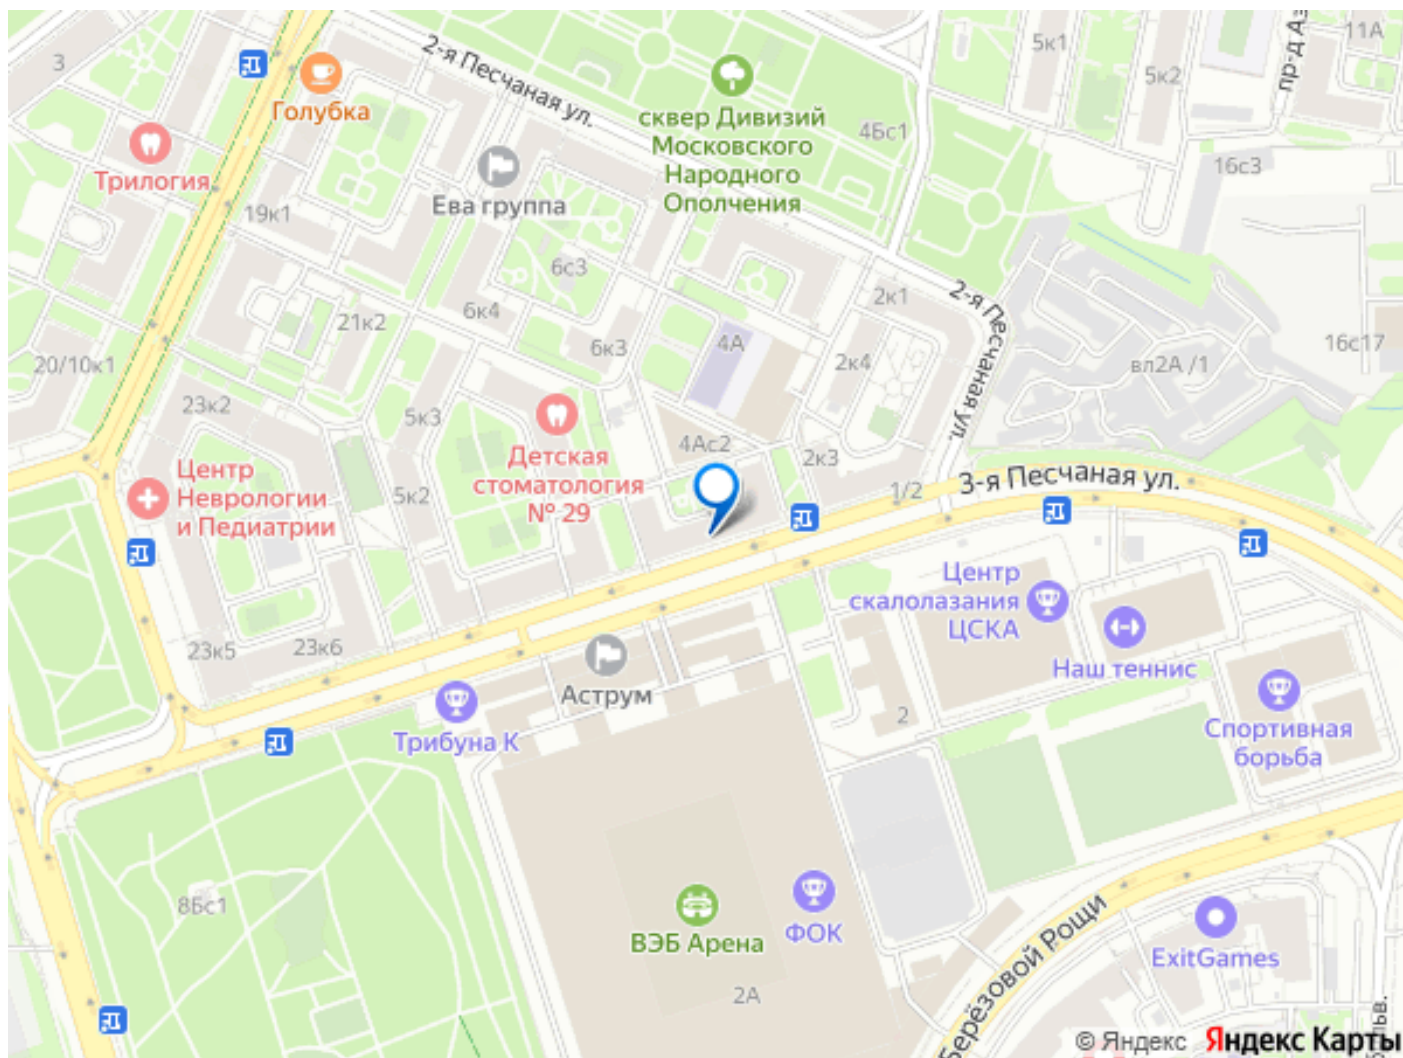 3
Голубка
2-я Песчаная ул.
сквер Дивизий
Московского
Народного
Ополчения
4Бс1
5к1
5к2
11А
16с3
Трилогия
19к1
Ева группа
6с3
6к4
21к2
6к3
4А
2к1
2к4
2-я Песчаная ул.
вл2А /1
16с17
20/10к1
23к2
5к3
5к2
Центр
Неврологии
и Педиатрии
Детская
стоматология
№ 29
4Ас2
2к3
1/2
3-я Песчаная ул.
Центр
скалолазания
ЦСКА
Наш теннис
Спортивная
борьба
23к5
23к6
Аструм
Трибуна К
2
8Бс1
ВЭБ Арена
ФОК
2А
Берёзовой Рощи
ExitGames
© Яндекс Яндекс Карты